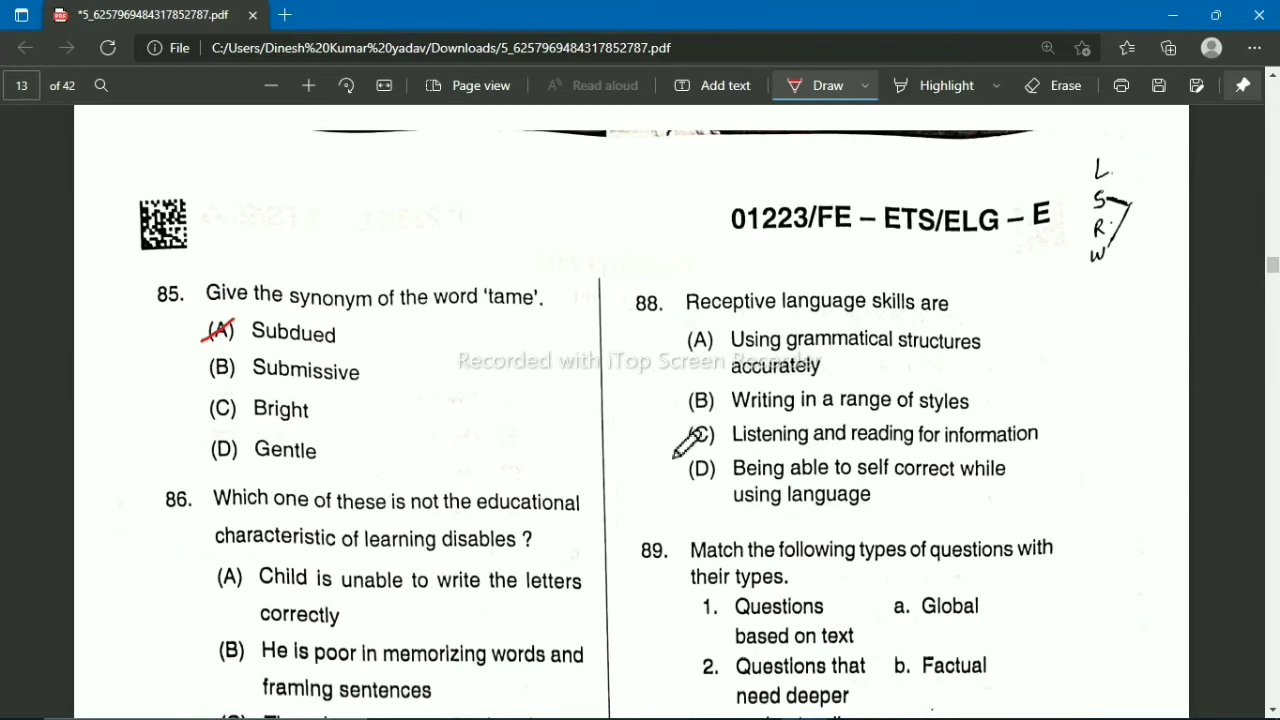 *5_6257969484317852787.pdf
File C:/Users/Dinesh%20Kumar%20yadav/Downloads/5_6257969484317852787.pdf
13 of 42 Page view Read aloud Add text Draw Highlight Erase
L
S
R
W
01223/FE – ETS/ELG – E
85. Give the synonym of the word 'tame'.
(A) Subdued
(B) Submissive
(C) Bright
(D) Gentle
86. Which one of these is not the educational
characteristic of learning disables ?
(A) Child is unable to write the letters
correctly
(B) He is poor in memorizing words and
framing sentences
88. Receptive language skills are
(A) Using grammatical structures
accurately
(B) Writing in a range of styles
(C) Listening and reading for information
(D) Being able to self correct while
using language
89. Match the following types of questions with
their types.
1. Questions a. Global
based on text
2. Questions that b. Factual
need deeper
Recorded with iTop Screen Recorder